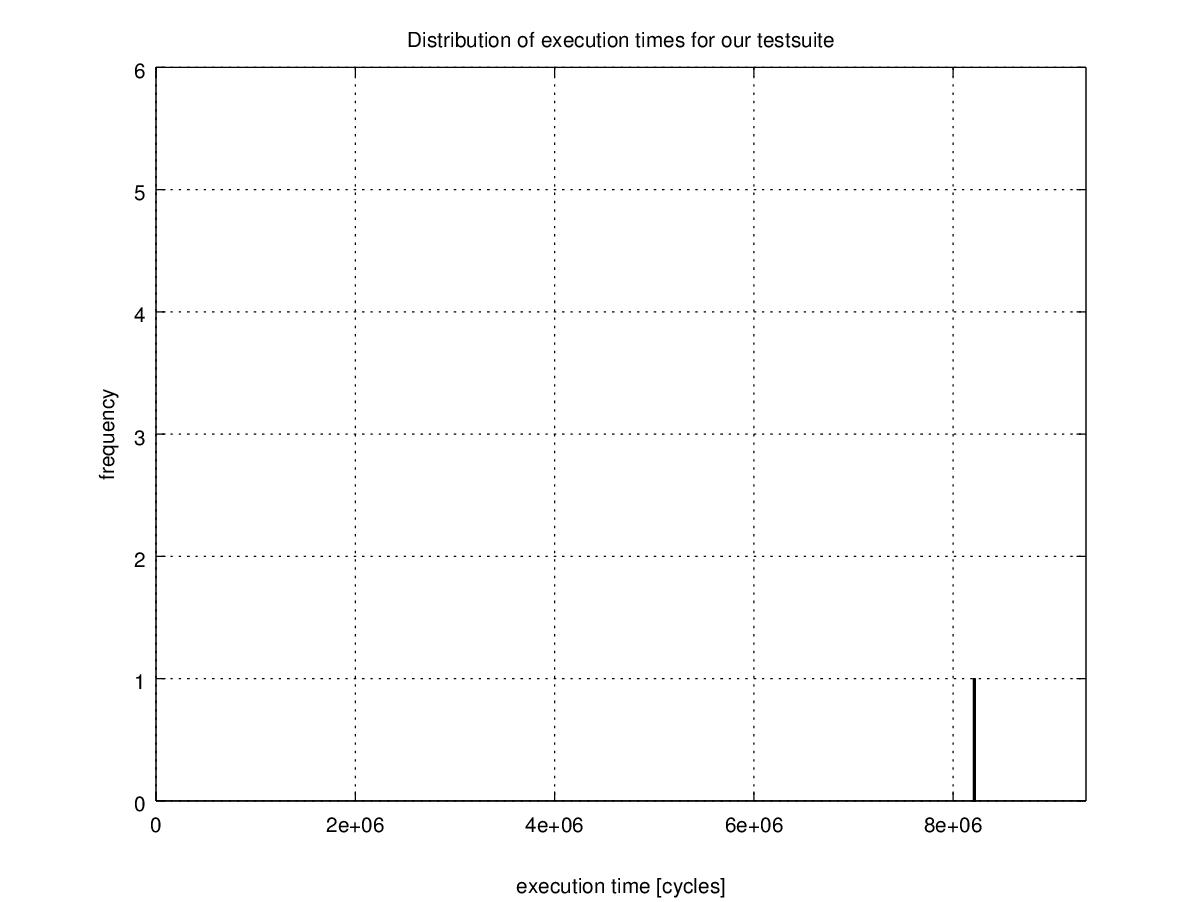 Distribution of execution times for our testsuite
6
5
4
3
2
1
0
frequency
0 2e+06 4e+06 6e+06 8e+06
execution time [cycles]